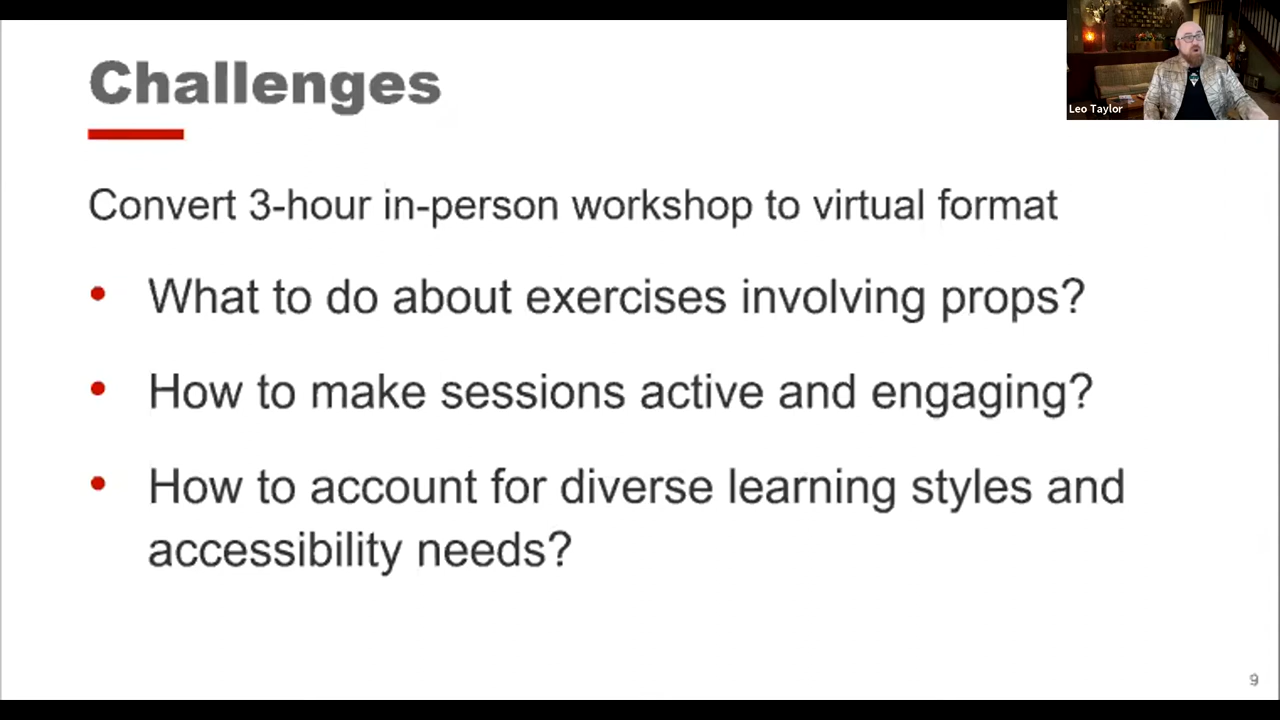 Challenges
Leo Taylor
Convert 3-hour in-person workshop to virtual format
• What to do about exercises involving props?
• How to make sessions active and engaging?
• How to account for diverse learning styles and
accessibility needs?
9